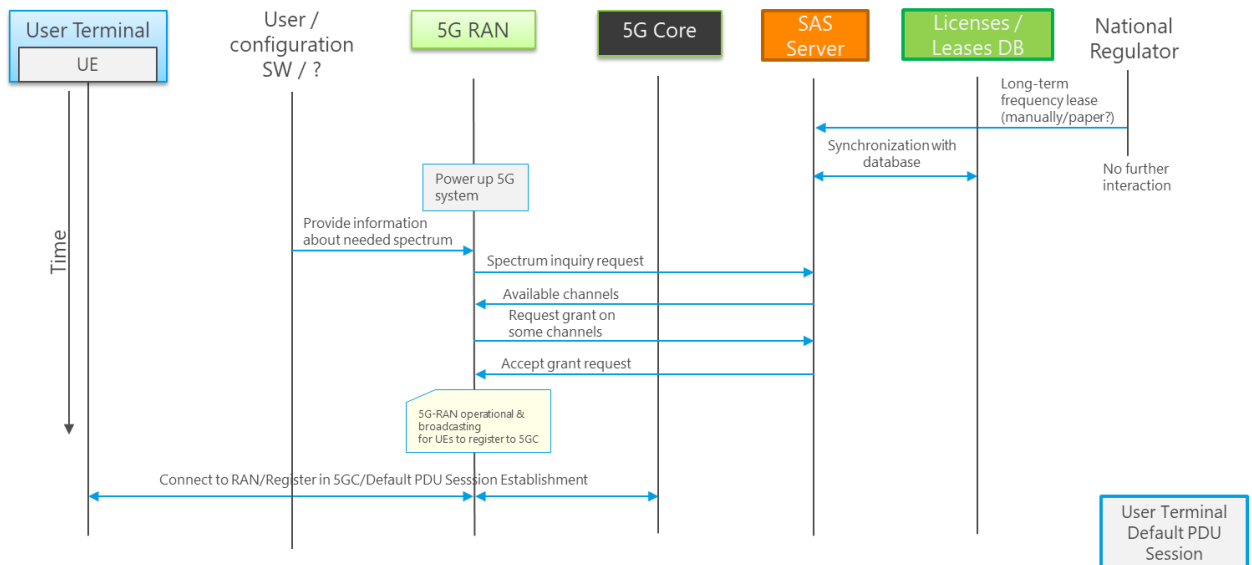 User Terminal
UE
User /
configuration
SW / ?
5G RAN
5G Core
SAS
Server
Licenses /
Leases DB
National
Regulator
Long-term
frequency lease
(manually/paper?)
Synchronization with
database
No further
interaction
Power up 5G
system
Provide information
about needed spectrum
Time
Spectrum inquiry request
Available channels
Request grant on
some channels
Accept grant request
5G-RAN operational &
broadcasting
for UEs to register to 5GC
Connect to RAN/Register in 5GC/Default PDU Sesssion Establishment
User Terminal
Default PDU
Session